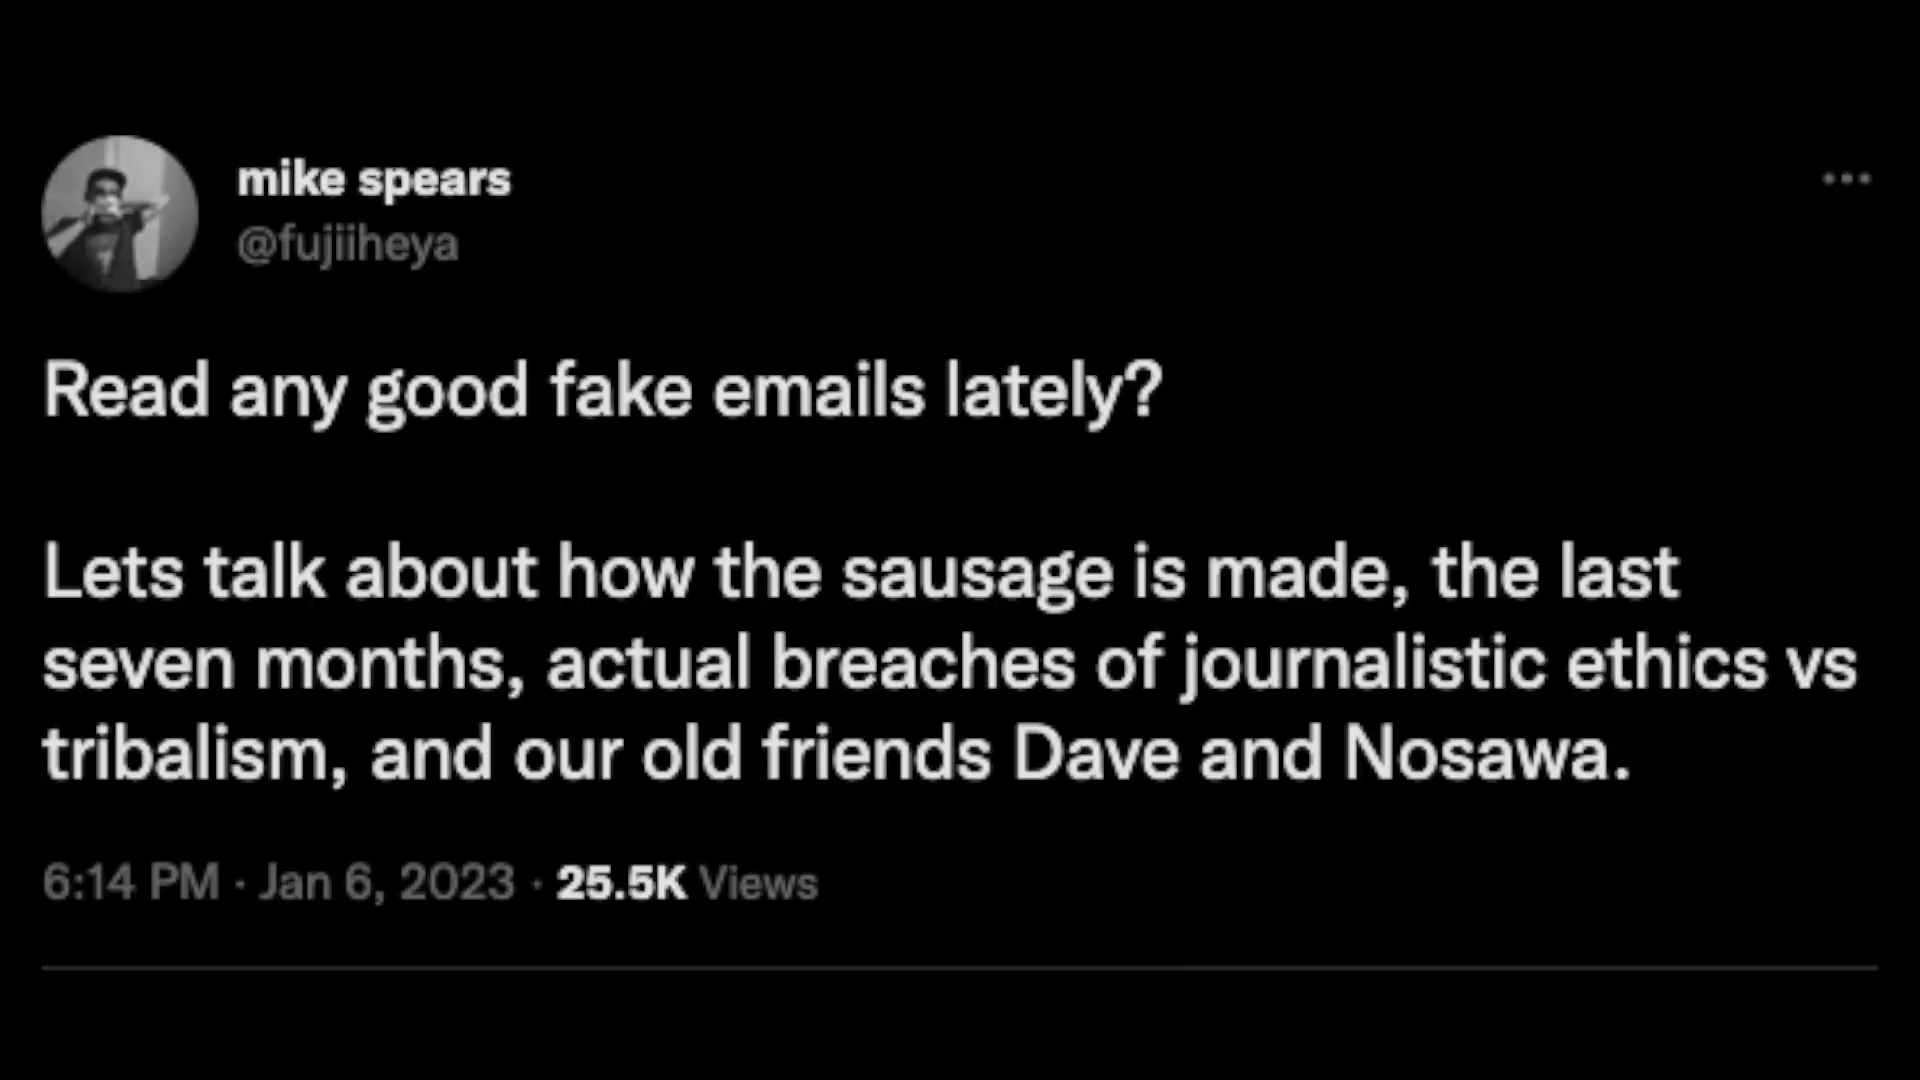 mike spears
@fujiiheya
Read any good fake emails lately?
Lets talk about how the sausage is made, the last
seven months, actual breaches of journalistic ethics vs
tribalism, and our old friends Dave and Nosawa.
6:14 PM · Jan 6, 2023 · 25.5K Views